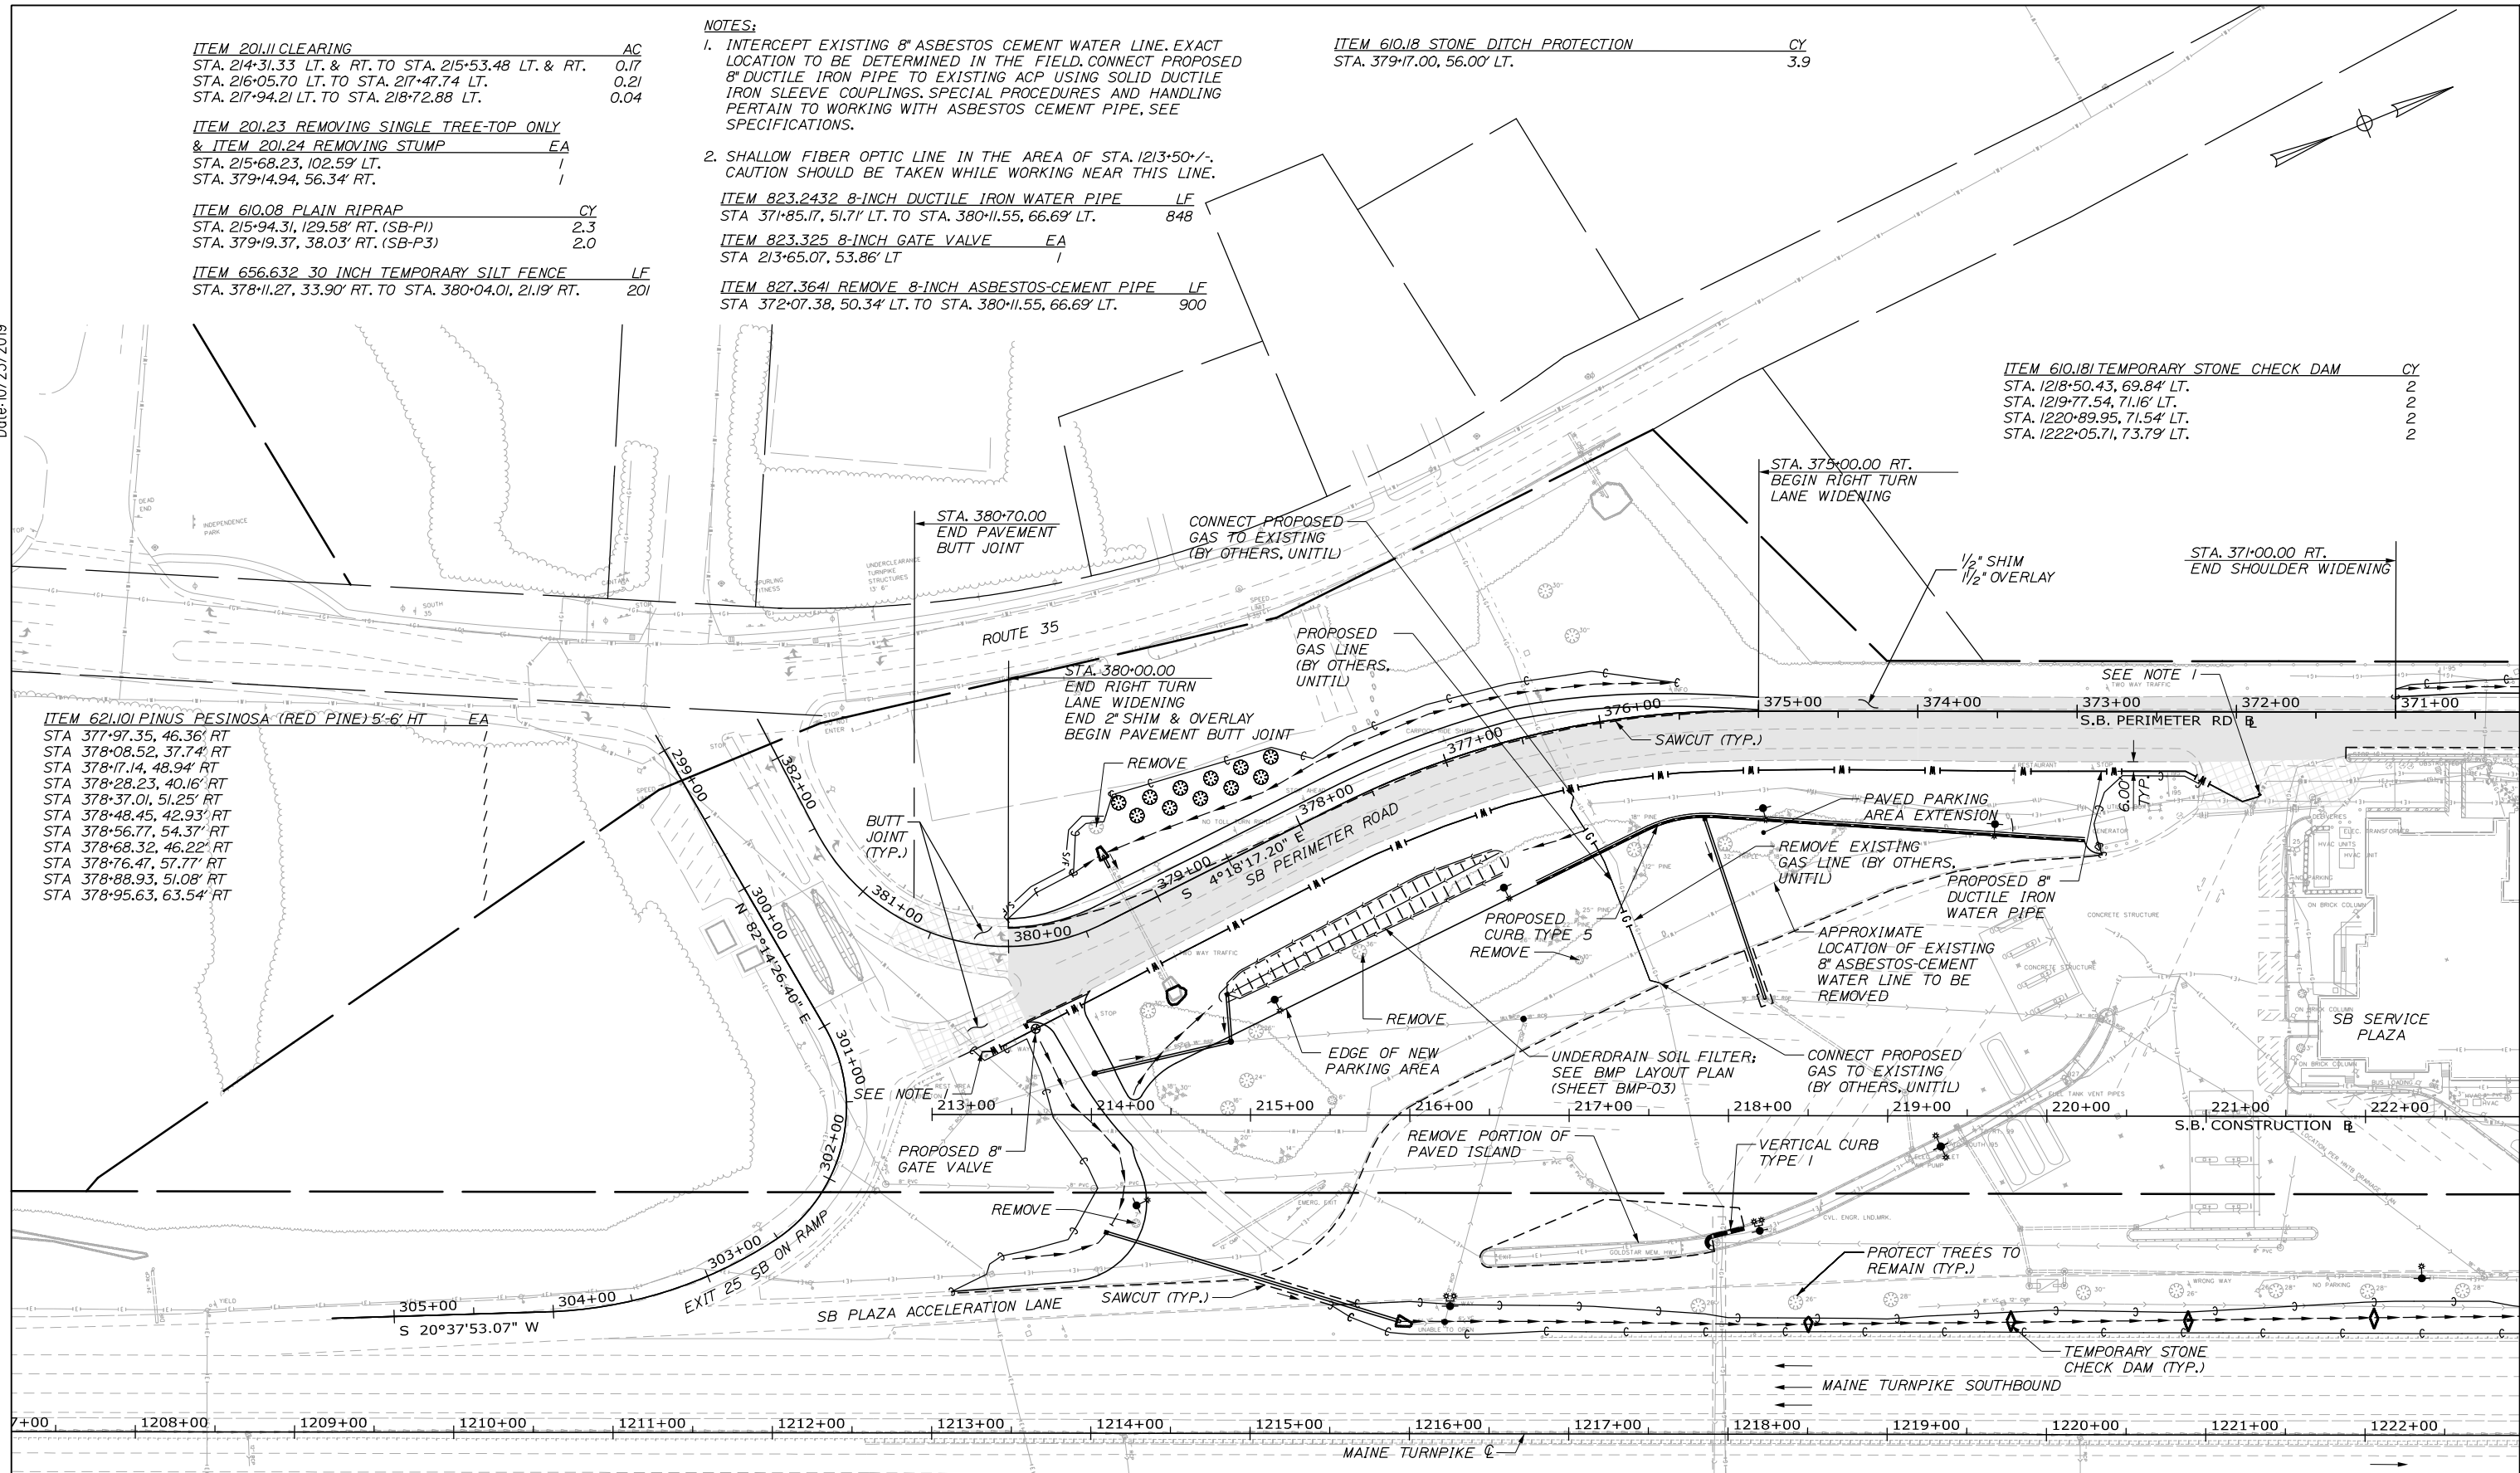 ITEM 201.11 CLEARING AC
STA. 214+31.33 LT. & RT. TO STA. 215+53.48 LT. & RT. 0.17
STA. 216+05.70 LT. TO STA. 217+47.74 LT. 0.21
STA. 217+94.21 LT. TO STA. 218+72.88 LT. 0.04
ITEM 201.23 REMOVING SINGLE TREE-TOP ONLY
& ITEM 201.24 REMOVING STUMP EA
STA. 215+68.23, 102.59' LT. 1
STA. 379+14.94, 56.34' RT. 1
ITEM 610.08 PLAIN RIPRAP CY
STA. 215+94.31, 129.58' RT. (SB-P1) 2.3
STA. 379+19.37, 38.03' RT. (SB-P3) 2.0
ITEM 656.632 30 INCH TEMPORARY SILT FENCE LF
STA. 378+11.27, 33.90' RT. TO STA. 380+04.01, 21.19' RT. 201
NOTES:
1. INTERCEPT EXISTING 8" ASBESTOS CEMENT WATER LINE. EXACT
LOCATION TO BE DETERMINED IN THE FIELD. CONNECT PROPOSED
8" DUCTILE IRON PIPE TO EXISTING ACP USING SOLID DUCTILE
IRON SLEEVE COUPLINGS. SPECIAL PROCEDURES AND HANDLING
PERTAIN TO WORKING WITH ASBESTOS CEMENT PIPE, SEE
SPECIFICATIONS.
2. SHALLOW FIBER OPTIC LINE IN THE AREA OF STA. 1213+50+/-.
CAUTION SHOULD BE TAKEN WHILE WORKING NEAR THIS LINE.
ITEM 823.2432 8-INCH DUCTILE IRON WATER PIPE LF
STA 371+85.17, 51.71' LT. TO STA. 380+11.55, 66.69' LT. 848
ITEM 823.325 8-INCH GATE VALVE EA
STA 213+65.07, 53.86' LT 1
ITEM 827.3641 REMOVE 8-INCH ASBESTOS-CEMENT PIPE LF
STA 372+07.38, 50.34' LT. TO STA. 380+11.55, 66.69' LT. 900
ITEM 610.18 STONE DITCH PROTECTION CY
STA. 379+17.00, 56.00' LT. 3.9
ITEM 610.181 TEMPORARY STONE CHECK DAM CY
STA. 1218+50.43, 69.84' LT. 2
STA. 1219+77.54, 71.16' LT. 2
STA. 1220+89.95, 71.54' LT. 2
STA. 1222+05.71, 73.79' LT. 2
Date:10/23/2019
STA. 375+00.00 RT.
BEGIN RIGHT TURN
LANE WIDENING
STA. 380+70.00
END PAVEMENT
BUTT JOINT
CONNECT PROPOSED
GAS TO EXISTING
(BY OTHERS, UNITIL)
1/2" SHIM
1 1/2" OVERLAY
STA. 371+00.00 RT.
END SHOULDER WIDENING
DEAD
END
INDEPENDENCE
PARK
UNDERCLEARANCE
TURNPIKE
STRUCTURES
13' 6"
SOUTH
35
STOP
SPEED
LIMIT
ROUTE 35
PROPOSED
GAS LINE
(BY OTHERS,
UNITIL)
STA. 380+00.00
END RIGHT TURN
LANE WIDENING
END 2" SHIM & OVERLAY
BEGIN PAVEMENT BUTT JOINT
SEE NOTE 1
TWO WAY TRAFFIC
376+00
375+00
374+00
373+00
372+00
371+00
S.B. PERIMETER RD BL
SAWCUT (TYP.)
377+00
ITEM 621.101 PINUS PESINOSA (RED PINE) 5'-6' HT EA
STA 377+97.35, 46.36' RT 1
STA 378+08.52, 37.74' RT 1
STA 378+17.14, 48.94' RT 1
STA 378+28.23, 40.16' RT 1
STA 378+37.01, 51.25' RT 1
STA 378+48.45, 42.93' RT 1
STA 378+56.77, 54.37' RT 1
STA 378+68.32, 46.22' RT 1
STA 378+76.47, 57.77' RT 1
STA 378+88.93, 51.08' RT 1
STA 378+95.63, 63.54' RT 1
299+00
382+00
REMOVE
378+00
BUTT
JOINT
(TYP.)
379+00
S 4°18'17.20" E
SB PERIMETER ROAD
381+00
380+00
300+00
N 82°14'26.40" E
301+00
302+00
PAVED PARKING
AREA EXTENSION
6.00'
TYP.
REMOVE EXISTING
GAS LINE (BY OTHERS,
UNITIL)
PROPOSED 8"
DUCTILE IRON
WATER PIPE
CONCRETE STRUCTURE
PROPOSED
CURB TYPE 5
REMOVE
APPROXIMATE
LOCATION OF EXISTING
8" ASBESTOS-CEMENT
WATER LINE TO BE
REMOVED
CONCRETE STRUCTURE
SB SERVICE
PLAZA
REMOVE
EDGE OF NEW
PARKING AREA
UNDERDRAIN SOIL FILTER;
SEE BMP LAYOUT PLAN
(SHEET BMP-03)
CONNECT PROPOSED
GAS TO EXISTING
(BY OTHERS, UNITIL)
SEE NOTE 1
213+00
214+00
215+00
216+00
217+00
218+00
219+00
220+00
221+00
222+00
S.B. CONSTRUCTION BL
PROPOSED 8"
GATE VALVE
REMOVE PORTION OF
PAVED ISLAND
VERTICAL CURB
TYPE 1
REMOVE
303+00
EXIT 25 SB ON RAMP
304+00
305+00
S 20°37'53.07" W
SB PLAZA ACCELERATION LANE
SAWCUT (TYP.)
PROTECT TREES TO
REMAIN (TYP.)
TEMPORARY STONE
CHECK DAM (TYP.)
MAINE TURNPIKE SOUTHBOUND
7+00
1208+00
1209+00
1210+00
1211+00
1212+00
1213+00
1214+00
1215+00
1216+00
1217+00
1218+00
1219+00
1220+00
1221+00
1222+00
MAINE TURNPIKE CL